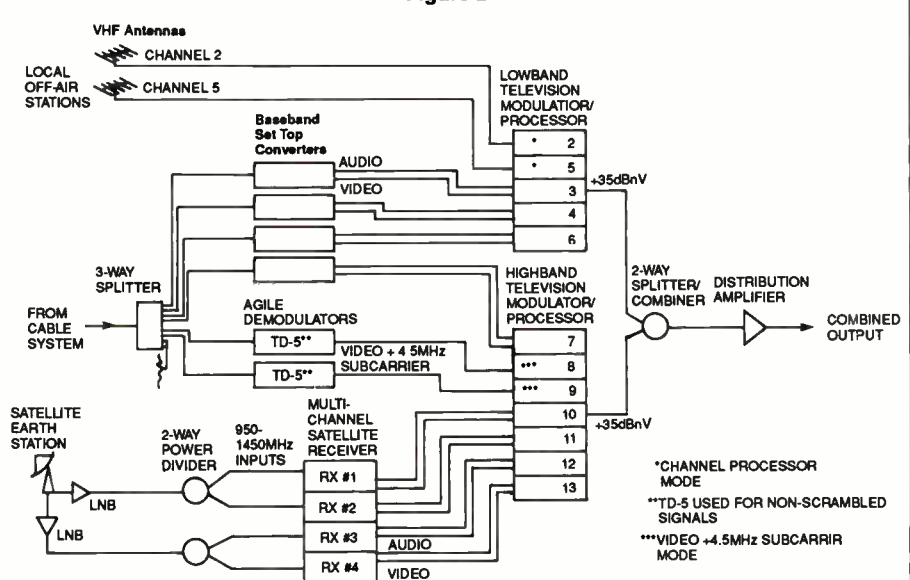 VHF Antennas
CHANNEL 2
LOCAL
OFF-AIR
STATIONS
CHANNEL 5
LOWBAND
TELEVISION
MODULATIOR/
PROCESSOR
* 2
* 5
3
4
6
+35dBnV
Baseband
Set Top
Converters
AUDIO
VIDEO
3-WAY
SPLITTER
FROM
CABLE
SYSTEM
AGILE
DEMODULATORS
TD-5**
TD-5**
VIDEO + 4 5MHz
SUBCARRIER
HIGHBAND
TELEVISION
MODULATOR/
PROCESSOR
7
*** 8
*** 9
10
11
12
13
+35dBnV
2-WAY
SPLITTER/
COMBINER
DISTRIBUTION
AMPLIFIER
COMBINED
OUTPUT
SATELLITE
EARTH
STATION
LNB
LNB
2-WAY
POWER
DIVIDER
950-
1450MHz
INPUTS
MULTI-
CHANNEL
SATELLITE
RECEIVER
RX #1
RX #2
RX #3
RX #4
AUDIO
VIDEO
*CHANNEL PROCESSOR
MODE
**TD-5 USED FOR NON-SCRAMBLED
SIGNALS
***VIDEO +4.5MHz SUBCARRIR
MODE